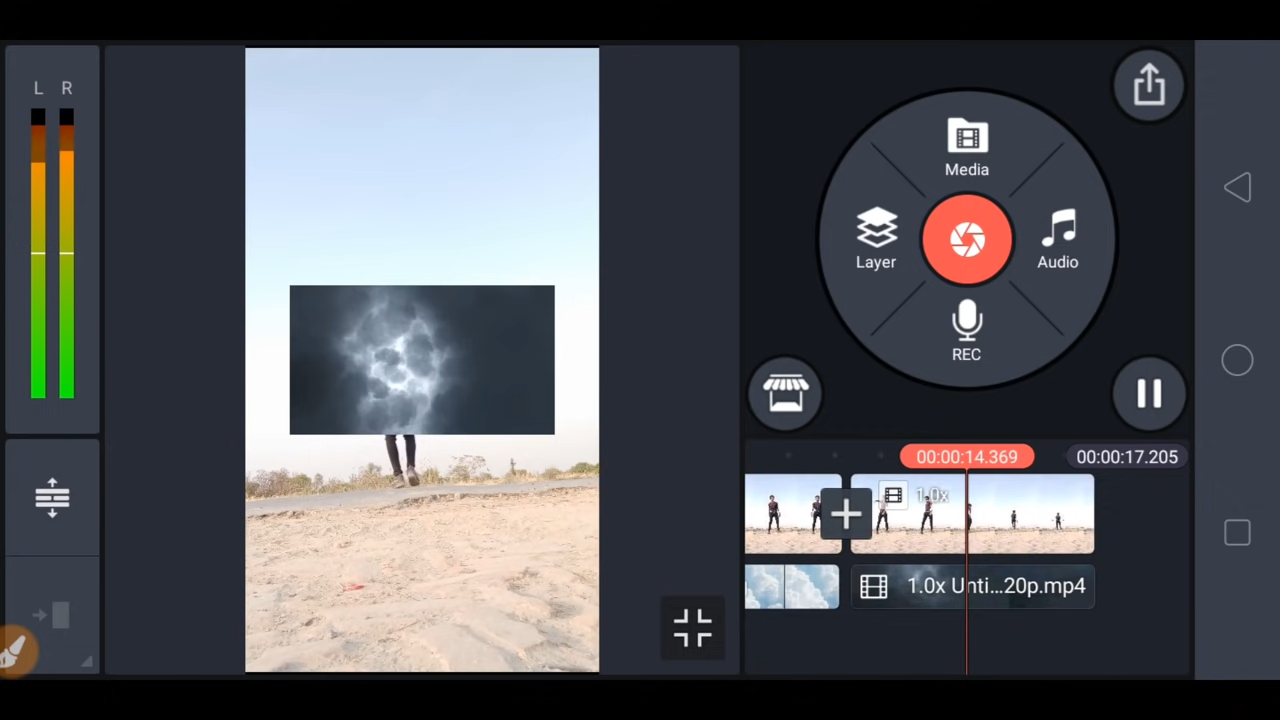 L R
Media
Layer
Audio
REC
00:00:14.369
00:00:17.205
1.0x
1.0x Unti...20p.mp4